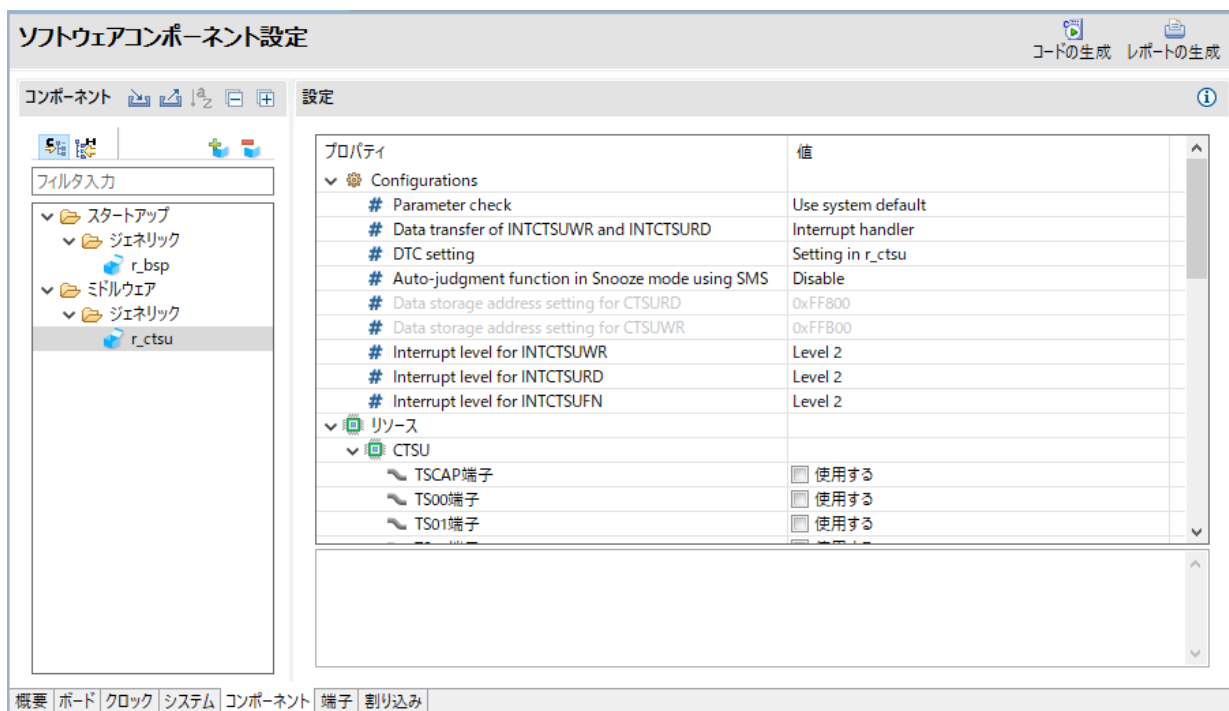 ソフトウェアコンポーネント設定
コードの生成 レポートの生成
コンポーネント
設定
フィルタ入力
スタートアップ
ジェネリック
r_bsp
ミドルウェア
ジェネリック
r_ctsu
プロパティ 値
Configurations
# Parameter check Use system default
# Data transfer of INTCTSUWR and INTCTSURD Interrupt handler
# DTC setting Setting in r_ctsu
# Auto-judgment function in Snooze mode using SMS Disable
# Data storage address setting for CTSURD 0xFF800
# Data storage address setting for CTSUWR 0xFFB00
# Interrupt level for INTCTSUWR Level 2
# Interrupt level for INTCTSURD Level 2
# Interrupt level for INTCTSUFN Level 2
リソース
CTSU
TSCAP端子 使用する
TS00端子 使用する
TS01端子 使用する
概要 ボード クロック システム コンポーネント 端子 割り込み